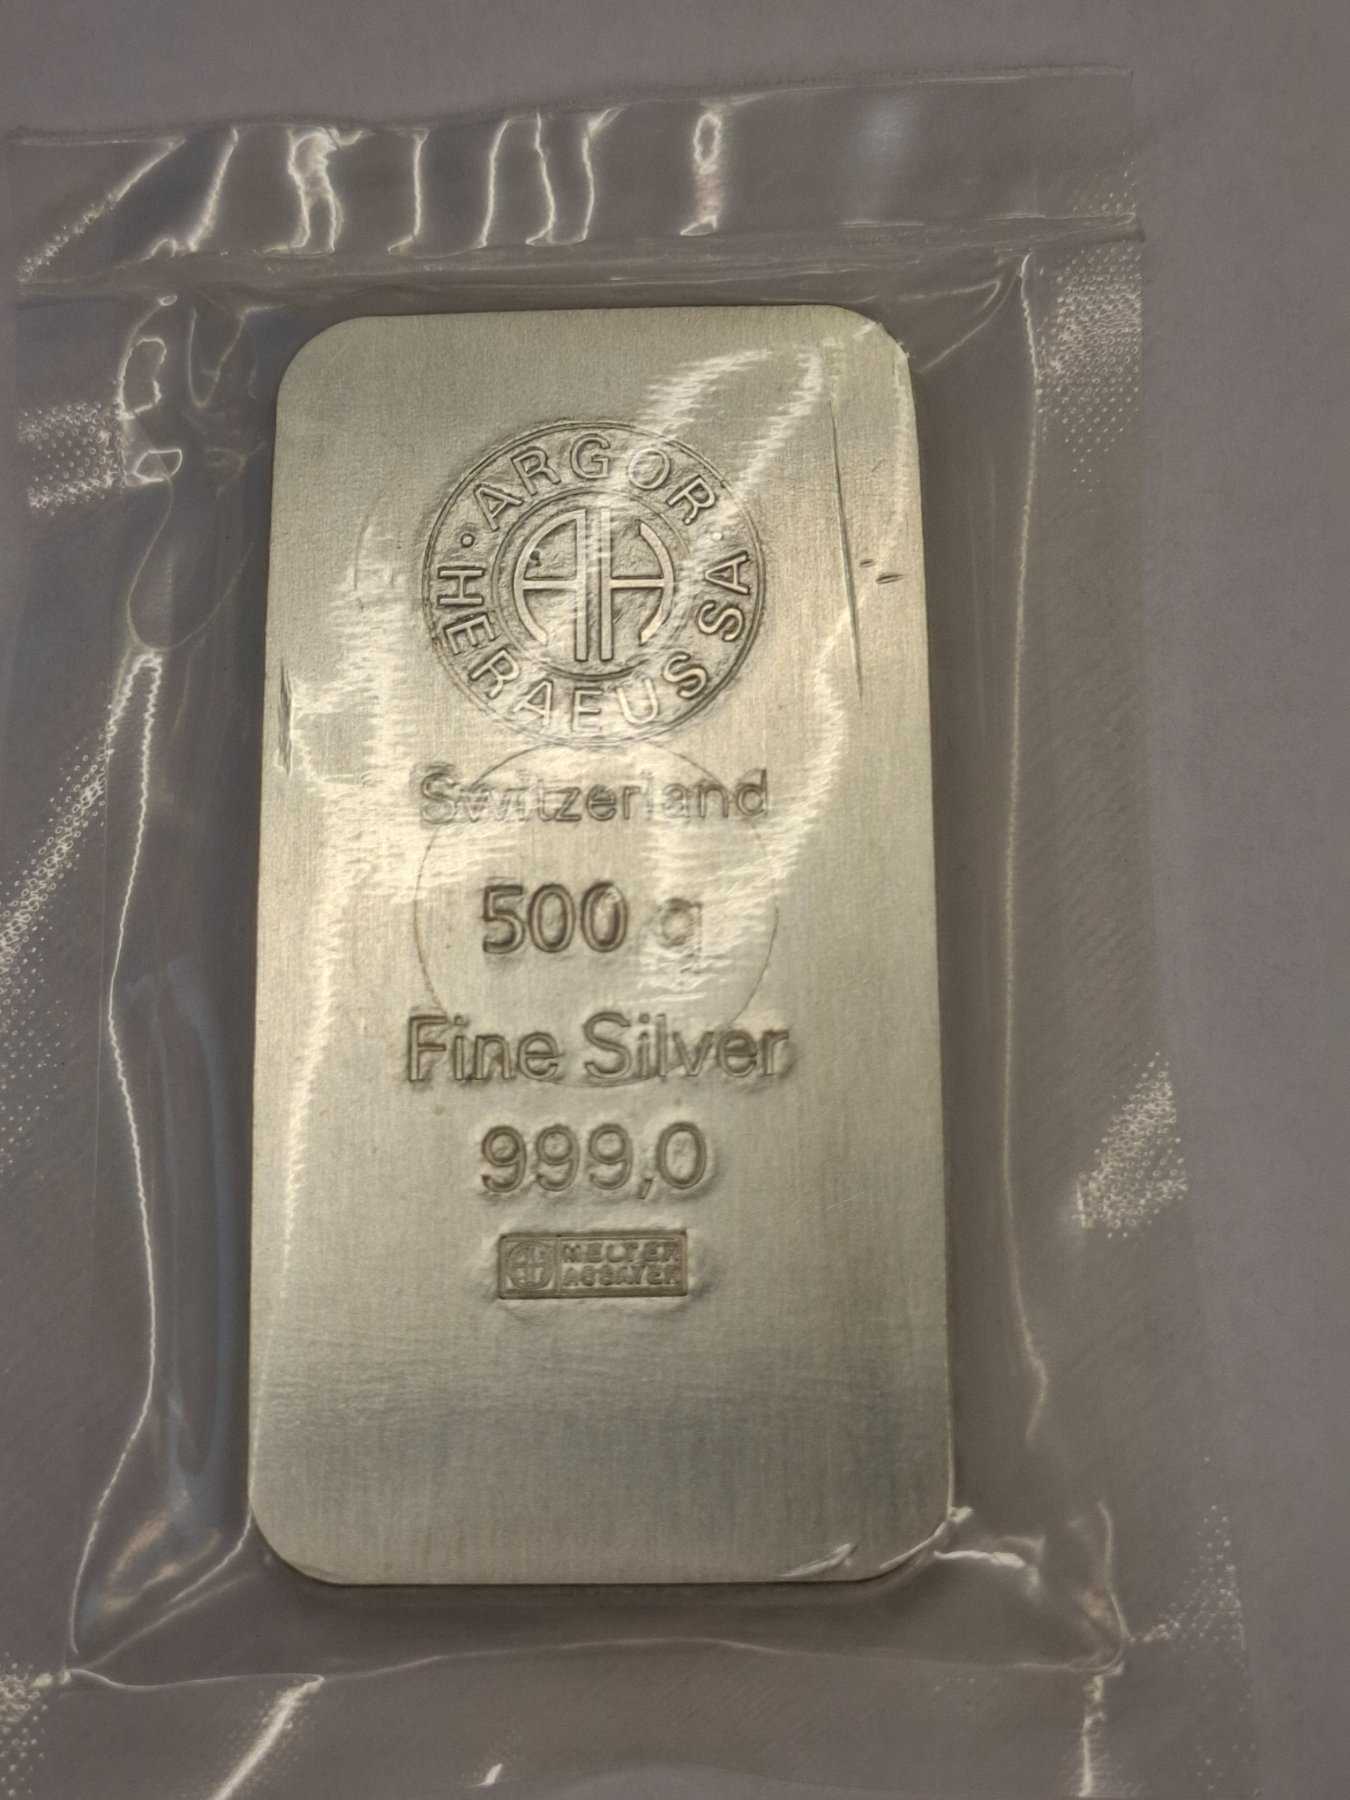 ARGOR HERAEUS SA
Switzerland
500 g
Fine Silver
999,0
MELTER
ASSAYER